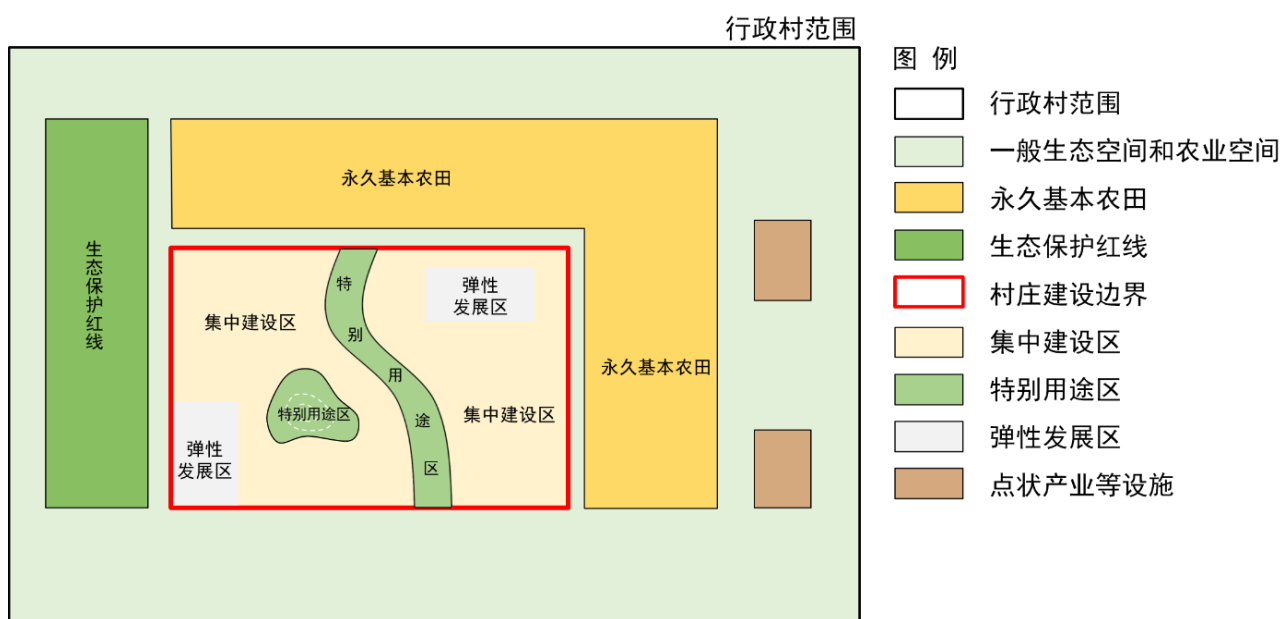 行政村范围
永久基本农田
生态保护红线
特别用途区
弹性
发展区
集中建设区
永久基本农田
特别用途区
集中建设区
弹性
发展区
图 例
行政村范围
一般生态空间和农业空间
永久基本农田
生态保护红线
村庄建设边界
集中建设区
特别用途区
弹性发展区
点状产业等设施